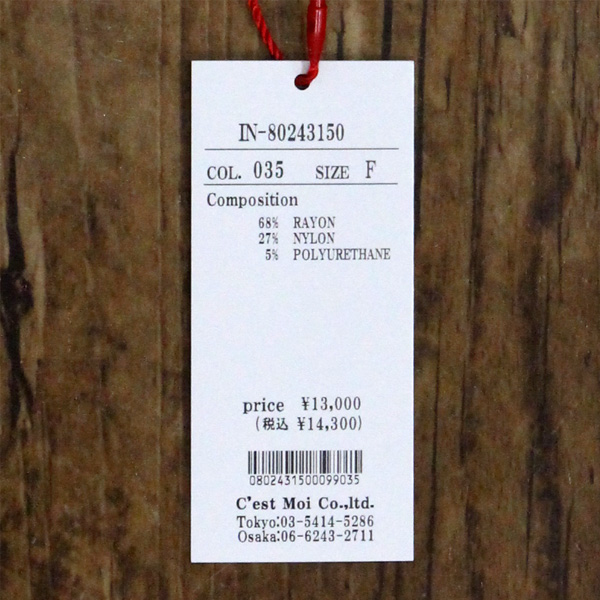 IN-80243150
COL. 035 SIZE F
Composition
68% RAYON
27% NYLON
5% POLYURETHANE
price ¥13,000
(税込 ¥14,300)
0802431500099035
C'est Moi Co.,ltd.
Tokyo:03-5414-5286
Osaka:06-6243-2711